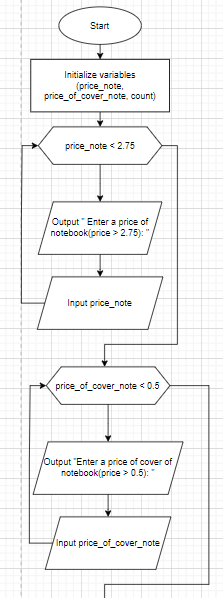 Start
Initialize variables
(price_note,
price_of_cover_note, count)
price_note < 2.75
Output " Enter a price of
notebook(price > 2.75): "
Input price_note
price_of_cover_note < 0.5
Output "Enter a price of cover of
notebook(price > 0.5): "
Input price_of_cover_note